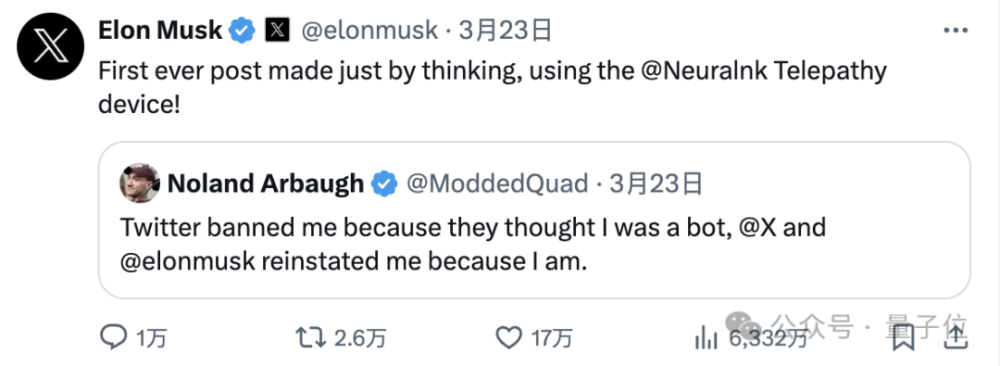 Elon Musk @elonmusk · 3月23日
First ever post made just by thinking, using the @Neuralnk Telepathy
device!
Noland Arbaugh @ModdedQuad · 3月23日
Twitter banned me because they thought I was a bot, @X and
@elonmusk reinstated me because I am.
1万 2.6万 17万 6,332万
公众号 · 量子位